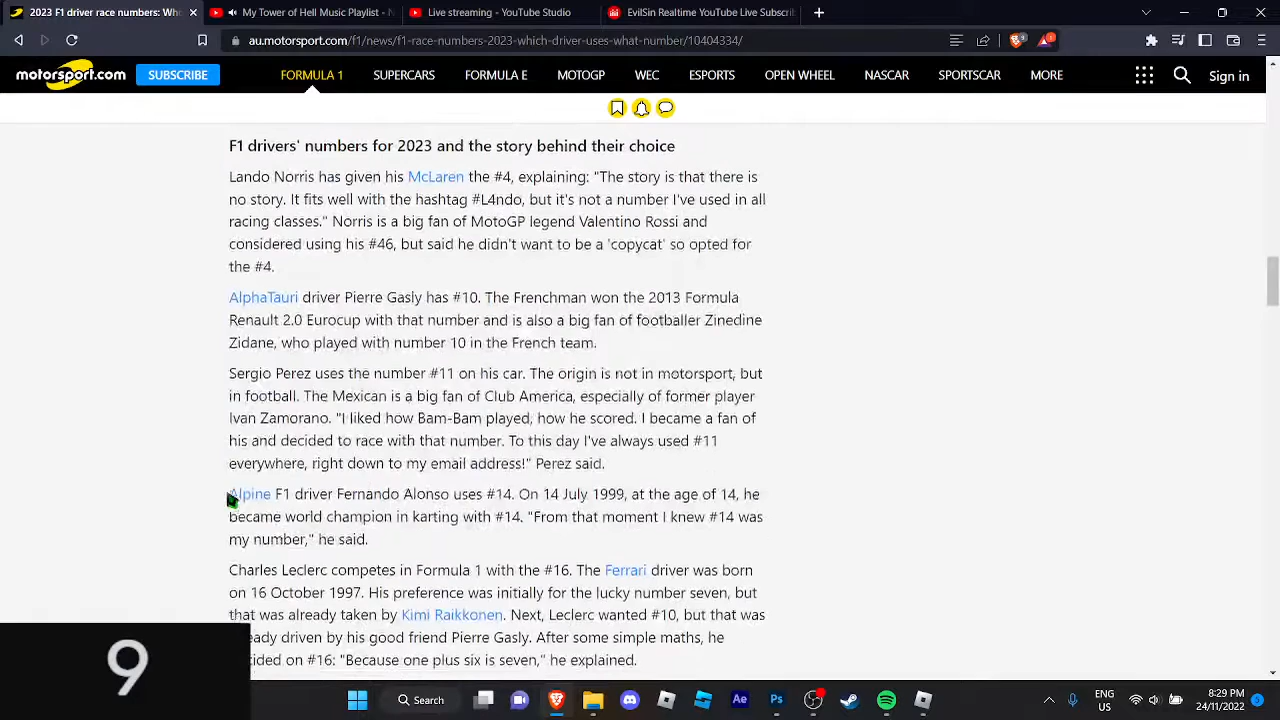 2023 F1 driver race numbers: Wh
My Tower of Hell Music Playlist -
Live streaming - YouTube Studio
EvilSin Realtime YouTube Live Subscrib
au.motorsport.com/f1/news/f1-race-numbers-2023-which-driver-uses-what-number/10404334/
motorsport.com
SUBSCRIBE
FORMULA 1
SUPERCARS
FORMULA E
MOTOGP
WEC
ESPORTS
OPEN WHEEL
NASCAR
SPORTSCAR
MORE
Sign in
F1 drivers' numbers for 2023 and the story behind their choice
Lando Norris has given his McLaren the #4, explaining: "The story is that there is
no story. It fits well with the hashtag #L4ndo, but it's not a number I've used in all
racing classes." Norris is a big fan of MotoGP legend Valentino Rossi and
considered using his #46, but said he didn't want to be a 'copycat' so opted for
the #4.
AlphaTauri driver Pierre Gasly has #10. The Frenchman won the 2013 Formula
Renault 2.0 Eurocup with that number and is also a big fan of footballer Zinedine
Zidane, who played with number 10 in the French team.
Sergio Perez uses the number #11 on his car. The origin is not in motorsport, but
in football. The Mexican is a big fan of Club America, especially of former player
Ivan Zamorano. "I liked how Bam-Bam played, how he scored. I became a fan of
his and decided to race with that number. To this day I've always used #11
everywhere, right down to my email address!" Perez said.
Alpine F1 driver Fernando Alonso uses #14. On 14 July 1999, at the age of 14, he
became world champion in karting with #14. "From that moment I knew #14 was
my number," he said.
Charles Leclerc competes in Formula 1 with the #16. The Ferrari driver was born
on 16 October 1997. His preference was initially for the lucky number seven, but
that was already taken by Kimi Raikkonen. Next, Leclerc wanted #10, but that was
eady driven by his good friend Pierre Gasly. After some simple maths, he
cided on #16: "Because one plus six is seven," he explained.
9
Search
Ae
Ps
ENG
US
8:29 PM
24/11/2022